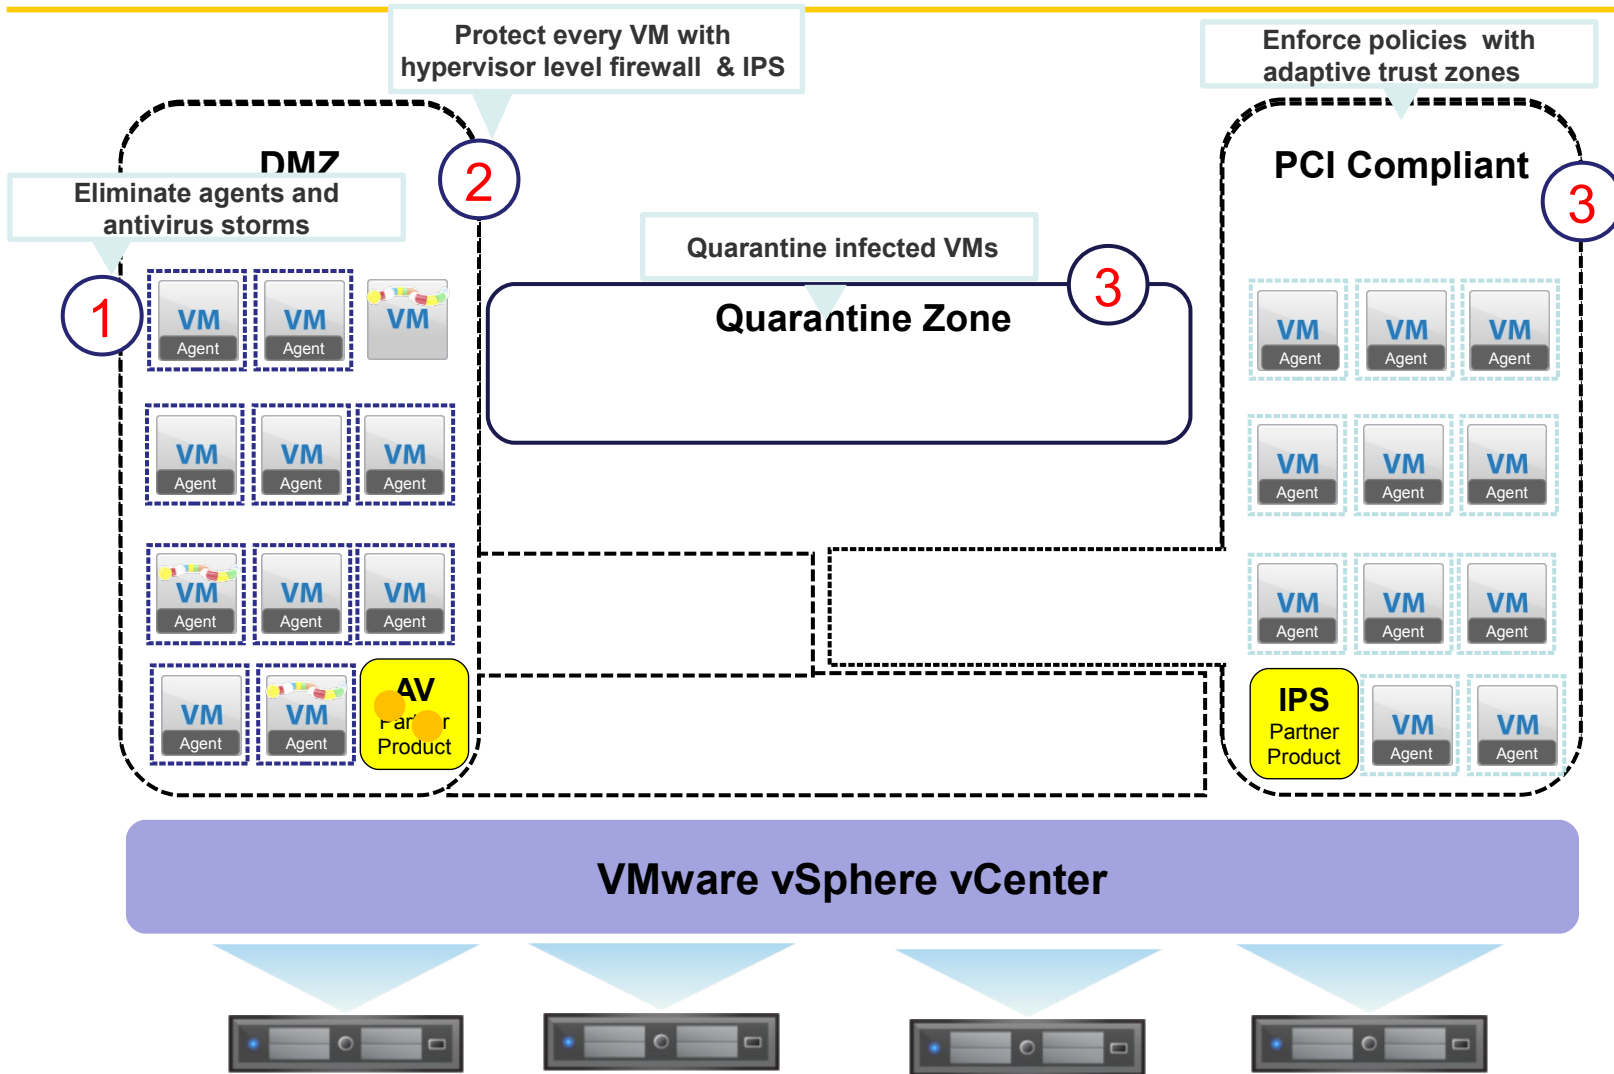 Protect every VM with
hypervisor level firewall & IPS
Enforce policies with
adaptive trust zones
DMZ
2
PCI Compliant
3
Eliminate agents and
antivirus storms
Quarantine infected VMs
3
Quarantine Zone
1
VM
Agent
VM
Agent
VM
VM
Agent
VM
Agent
VM
Agent
VM
Agent
VM
Agent
VM
Agent
VM
Agent
VM
Agent
AV
Partner
Product
VM
Agent
VM
Agent
VM
Agent
VM
Agent
VM
Agent
VM
Agent
VM
Agent
VM
Agent
VM
Agent
IPS
Partner
Product
VM
Agent
VM
Agent
VMware vSphere vCenter